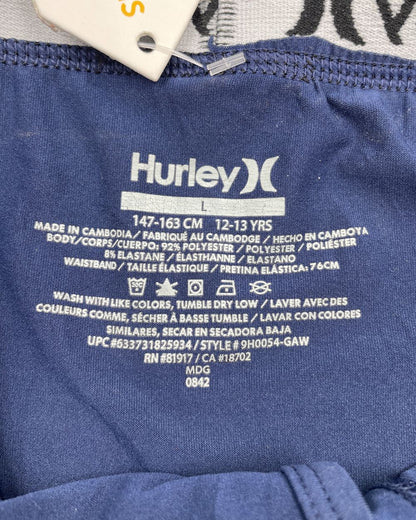 Hurley
L
147-163 CM 12-13 YRS
MADE IN CAMBODIA / FABRIQUÉ AU CAMBODGE / HECHO EN CAMBOYA
BODY/CORPS/CUERPO: 92% POLYESTER / POLYESTER / POLIÉSTER
8% ELASTANE / ÉLASTHANNE / ELASTANO
WAISTBAND / TAILLE ÉLASTIQUE / PRETINA ELÁSTICA: 76CM
WASH WITH LIKE COLORS, TUMBLE DRY LOW / LAVER AVEC DES
COULEURS COMME, SÉCHER À BASSE TUMBLE / LAVAR CON COLORES
SIMILARES, SECAR EN SECADORA BAJA
UPC #633731825934 / STYLE # 9H0054-GAW
RN #81917 / CA #18702
MDG
0842